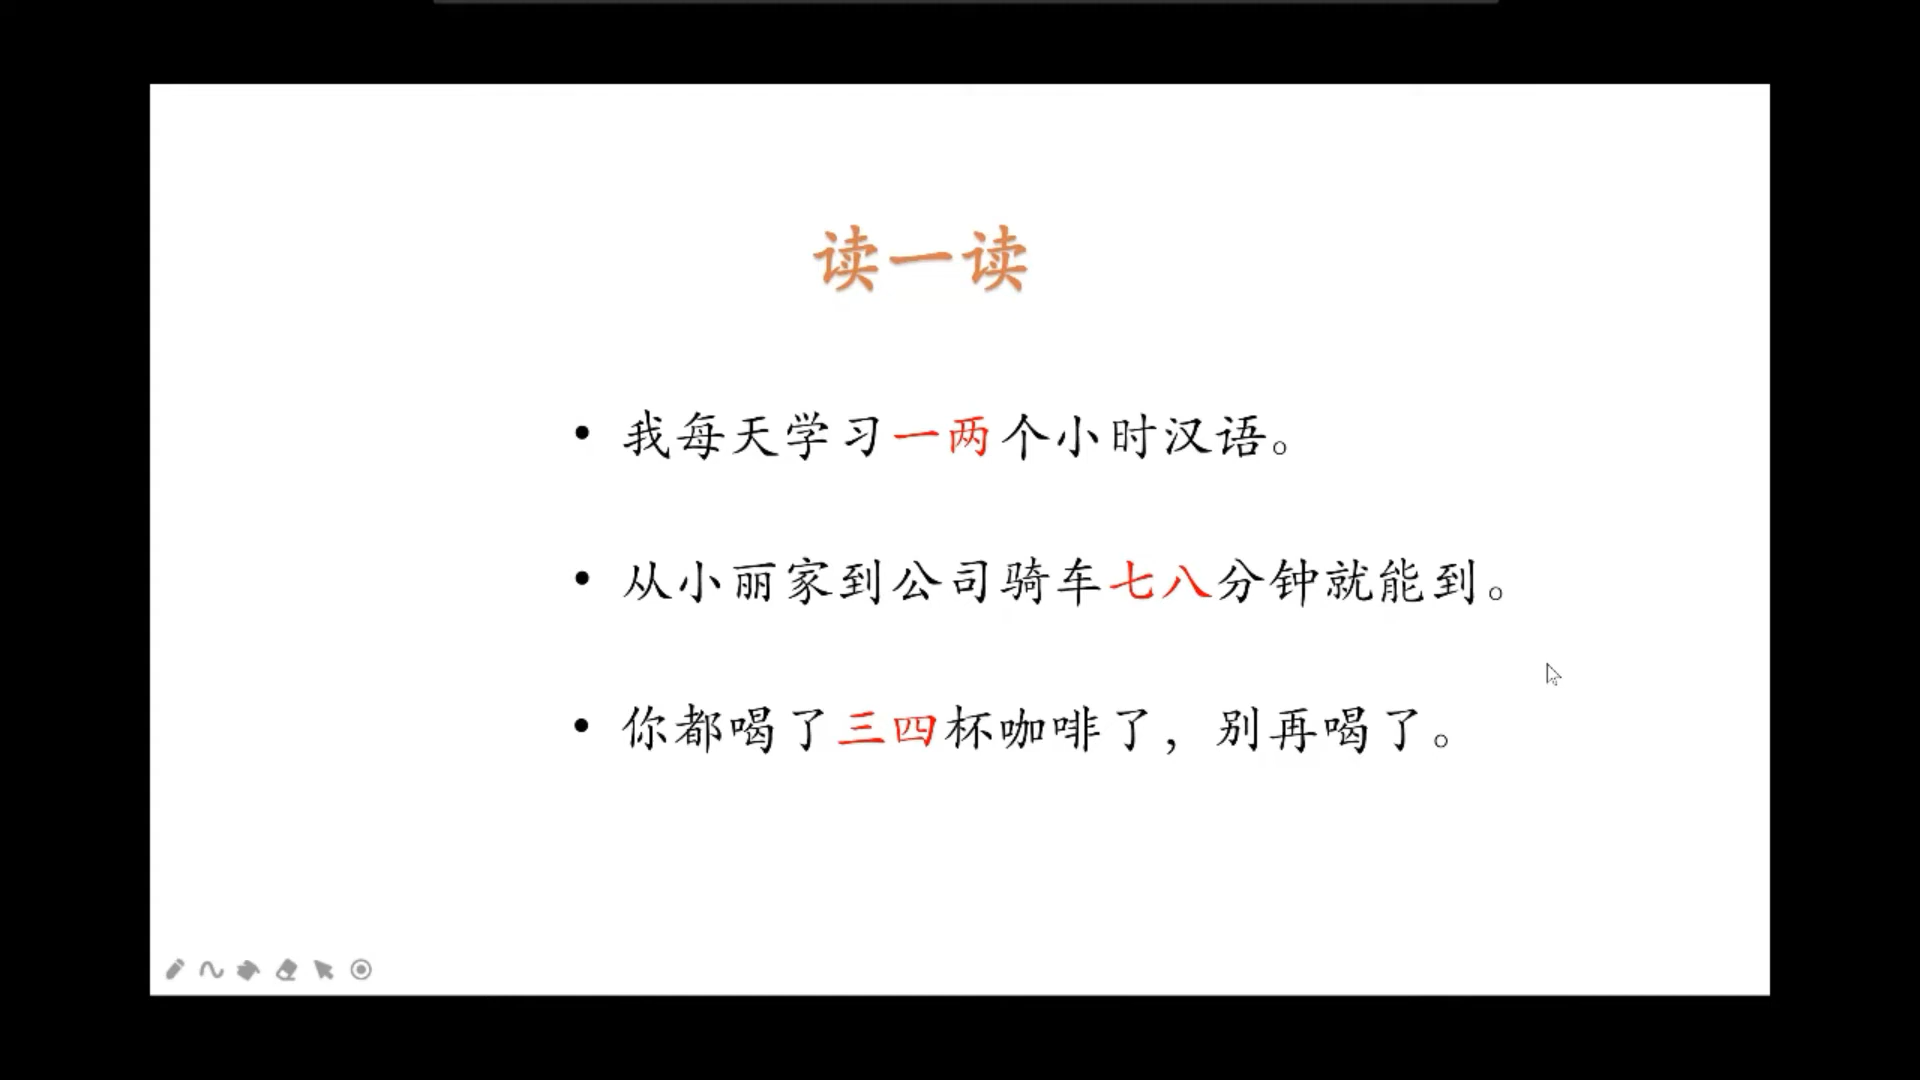 读一读
• 我每天学习一两个小时汉语。
• 从小丽家到公司骑车七八分钟就能到。
• 你都喝了三四杯咖啡了，别再喝了。